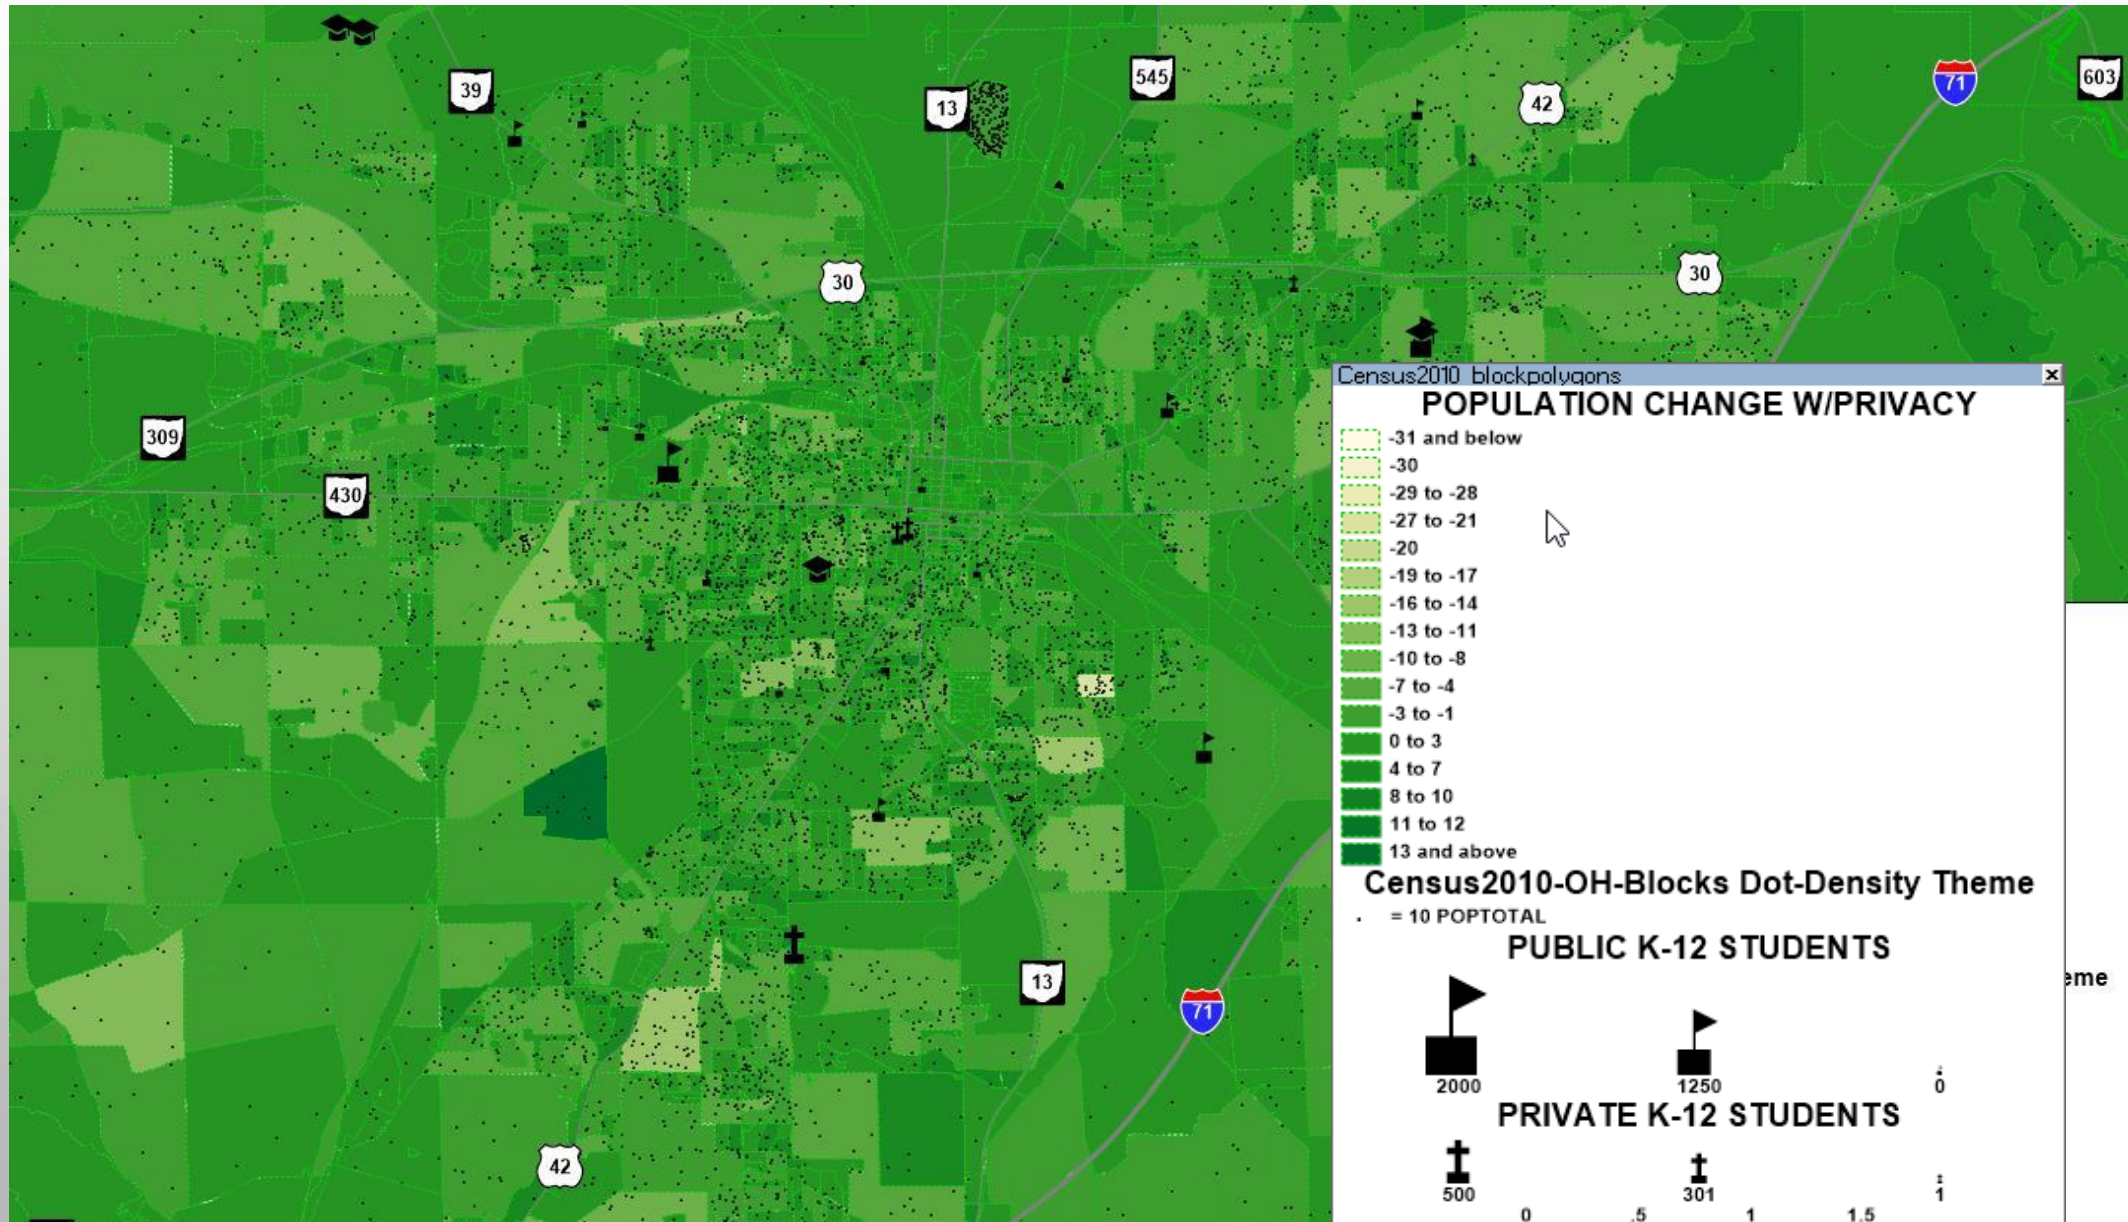 39
13
545
42
71
603
30
30
309
430
13
71
42
Census2010_blockpolygons
POPULATION CHANGE W/PRIVACY
-31 and below
-30
-29 to -28
-27 to -21
-20
-19 to -17
-16 to -14
-13 to -11
-10 to -8
-7 to -4
-3 to -1
0 to 3
4 to 7
8 to 10
11 to 12
13 and above
Census2010-OH-Blocks Dot-Density Theme
. = 10 POPTOTAL
PUBLIC K-12 STUDENTS
2000 1250 0
eme
PRIVATE K-12 STUDENTS
500 301 1
0 .5 1 1.5